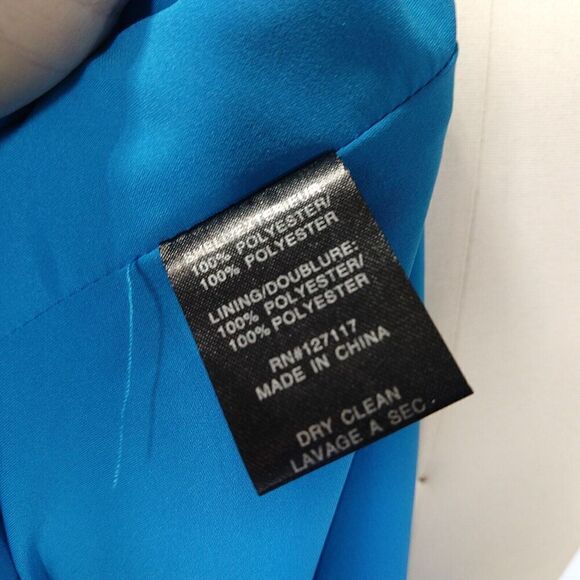 100% POLYESTER/
100% POLYESTER
LINING/DOUBLURE:
100% POLYESTER/
100% POLYESTER
RN#127117
MADE IN CHINA
DRY CLEAN
LAVAGE A SEC